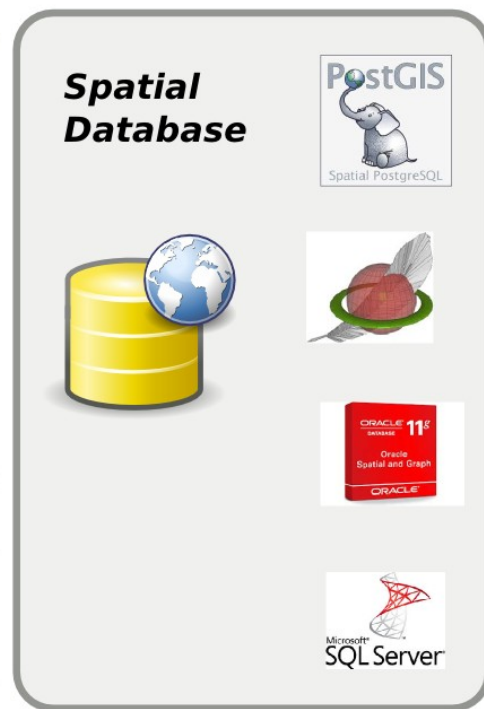 Spatial
Database
PostGIS
Spatial PostgreSQL
ORACLE DATABASE 11g
Oracle
Spatial and Graph
ORACLE
Microsoft®
SQL Server